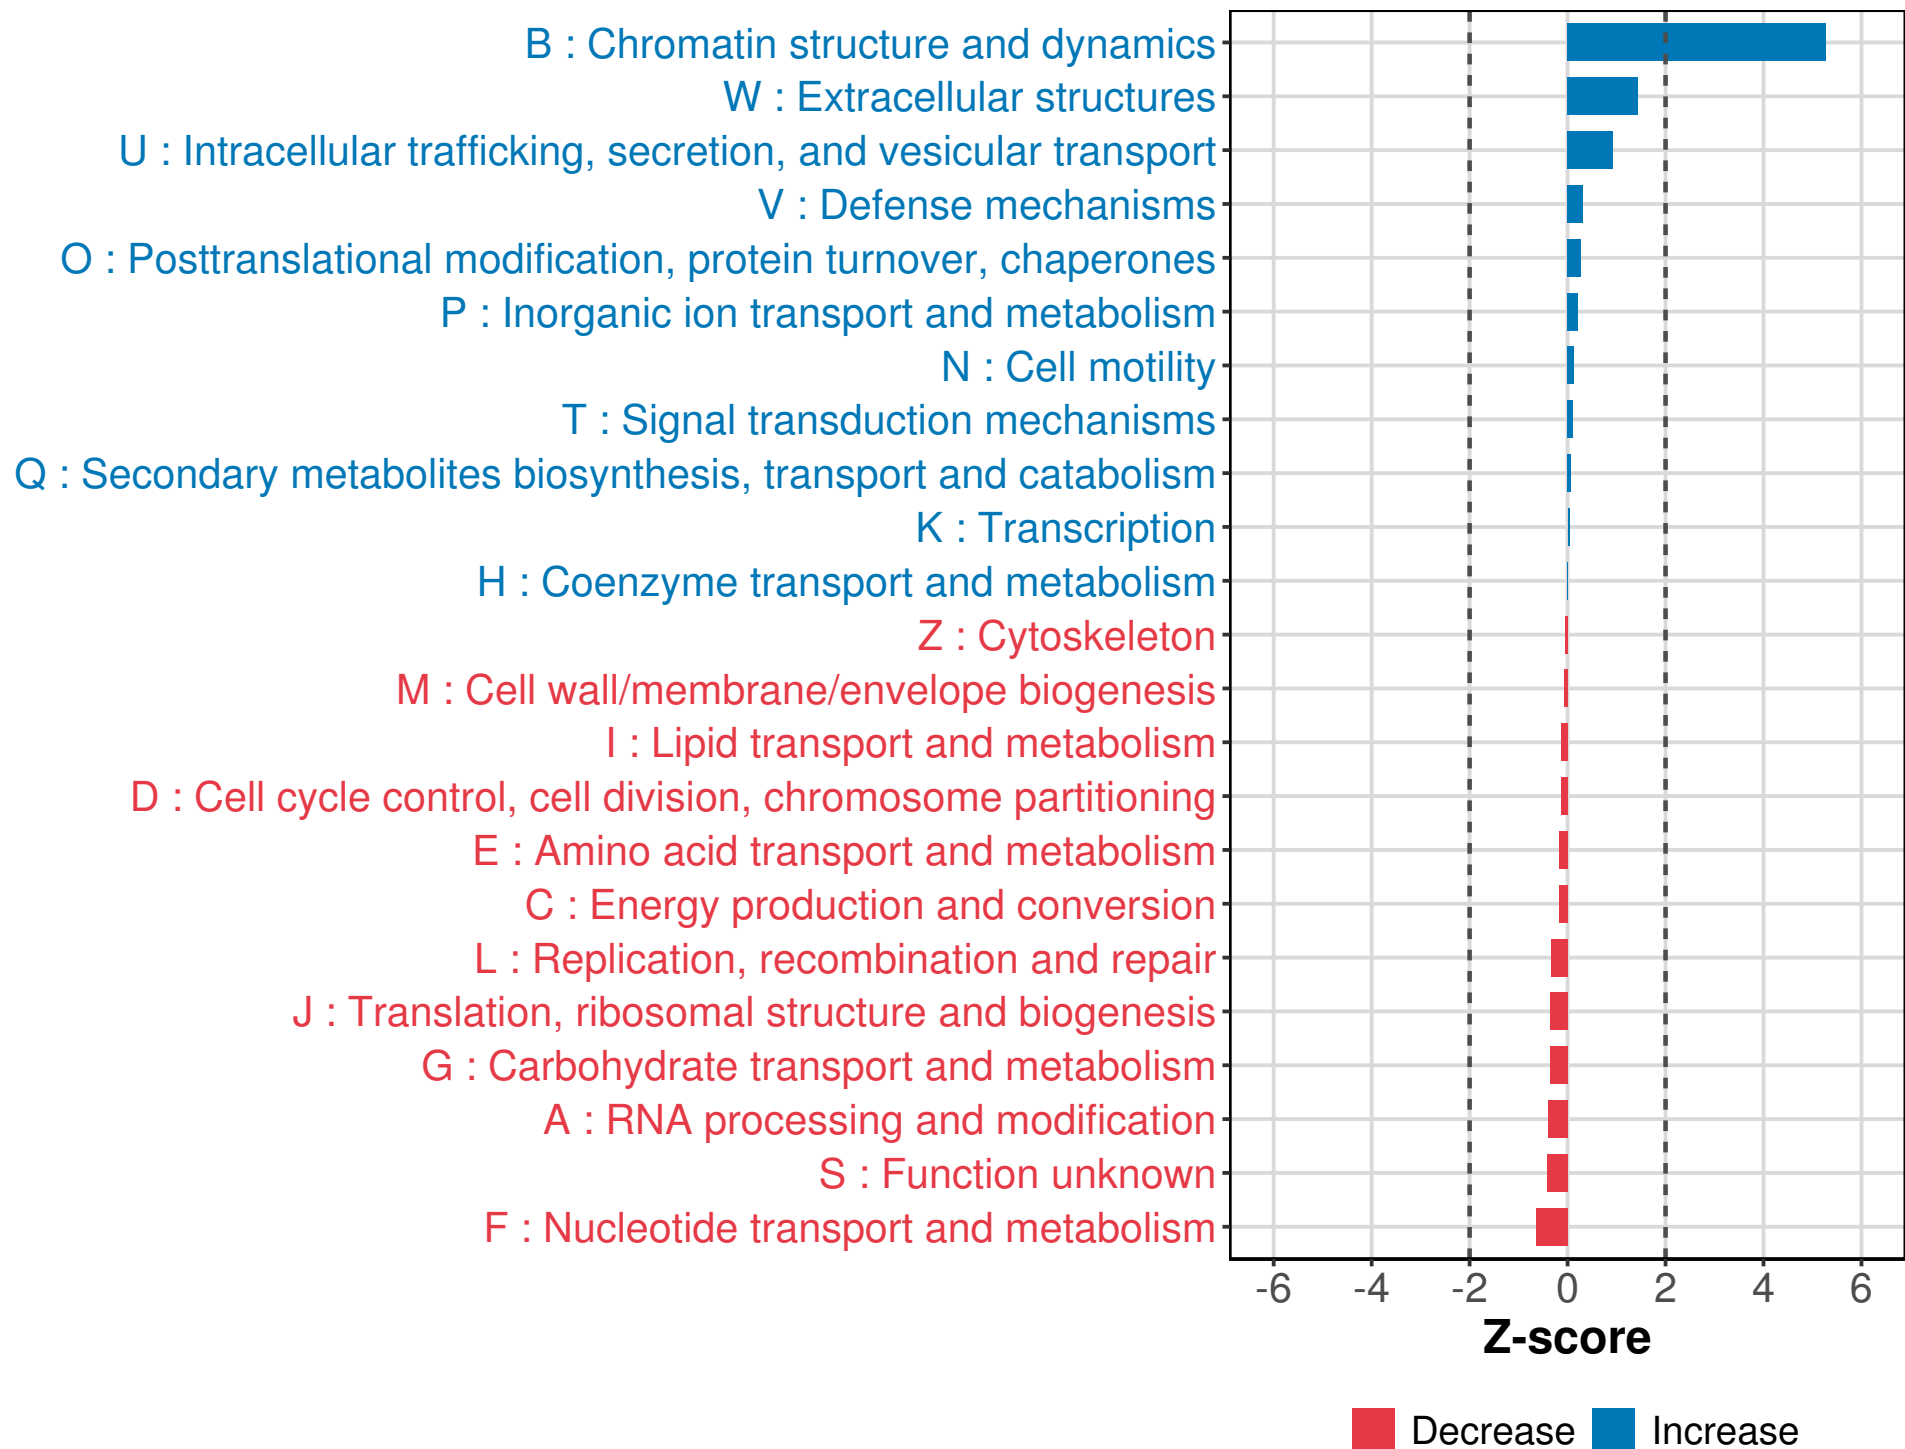 B : Chromatin structure and dynamics
W : Extracellular structures
U : Intracellular trafficking, secretion, and vesicular transport
V : Defense mechanisms
O : Posttranslational modification, protein turnover, chaperones
P : Inorganic ion transport and metabolism
N : Cell motility
T : Signal transduction mechanisms
Q : Secondary metabolites biosynthesis, transport and catabolism
K : Transcription
H : Coenzyme transport and metabolism
Z : Cytoskeleton
M : Cell wall/membrane/envelope biogenesis
I : Lipid transport and metabolism
D : Cell cycle control, cell division, chromosome partitioning
E : Amino acid transport and metabolism
C : Energy production and conversion
L : Replication, recombination and repair
J : Translation, ribosomal structure and biogenesis
G : Carbohydrate transport and metabolism
A : RNA processing and modification
S : Function unknown
F : Nucleotide transport and metabolism
-6 -4 -2 0 2 4 6
Z-score
Decrease Increase